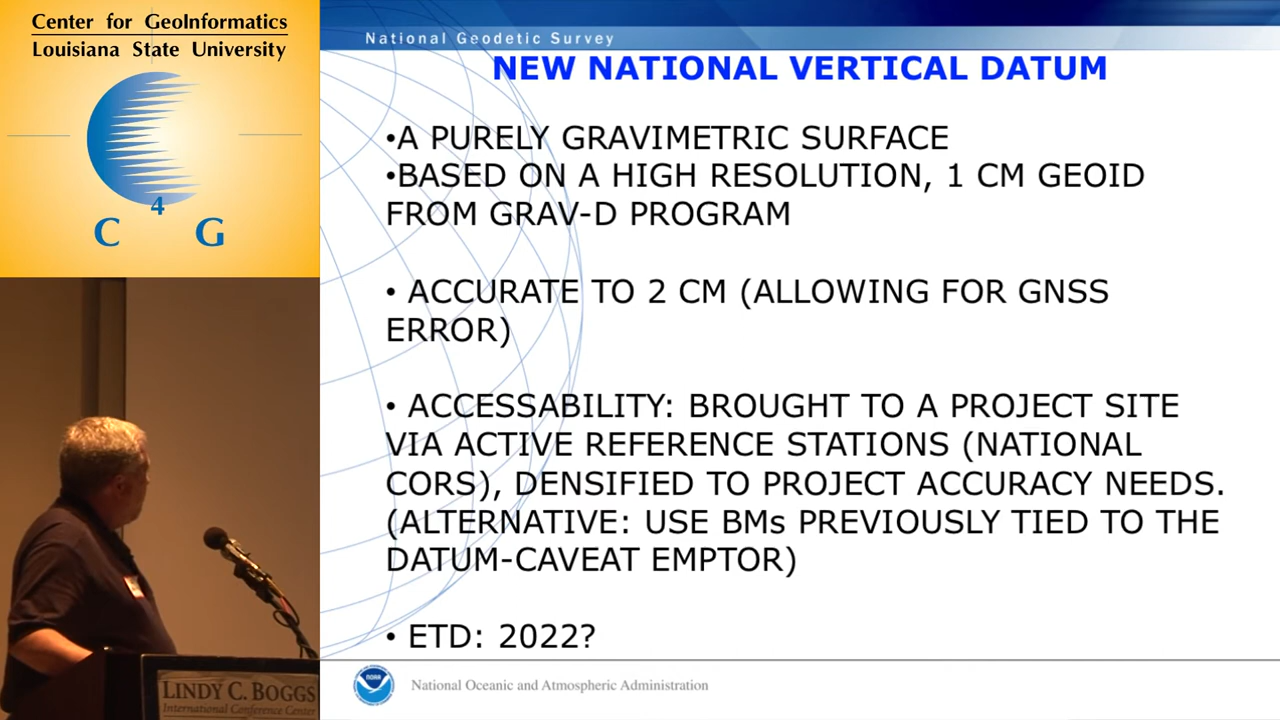 Center for GeoInformatics
Louisiana State University
C
4
G
National Geodetic Survey
NEW NATIONAL VERTICAL DATUM
•A PURELY GRAVIMETRIC SURFACE
•BASED ON A HIGH RESOLUTION, 1 CM GEOID
FROM GRAV-D PROGRAM
• ACCURATE TO 2 CM (ALLOWING FOR GNSS
ERROR)
• ACCESSABILITY: BROUGHT TO A PROJECT SITE
VIA ACTIVE REFERENCE STATIONS (NATIONAL
CORS), DENSIFIED TO PROJECT ACCURACY NEEDS.
(ALTERNATIVE: USE BMs PREVIOUSLY TIED TO THE
DATUM-CAVEAT EMPTOR)
• ETD: 2022?
NOAA
National Oceanic and Atmospheric Administration
LINDY C. BOGGS
International Conference Center